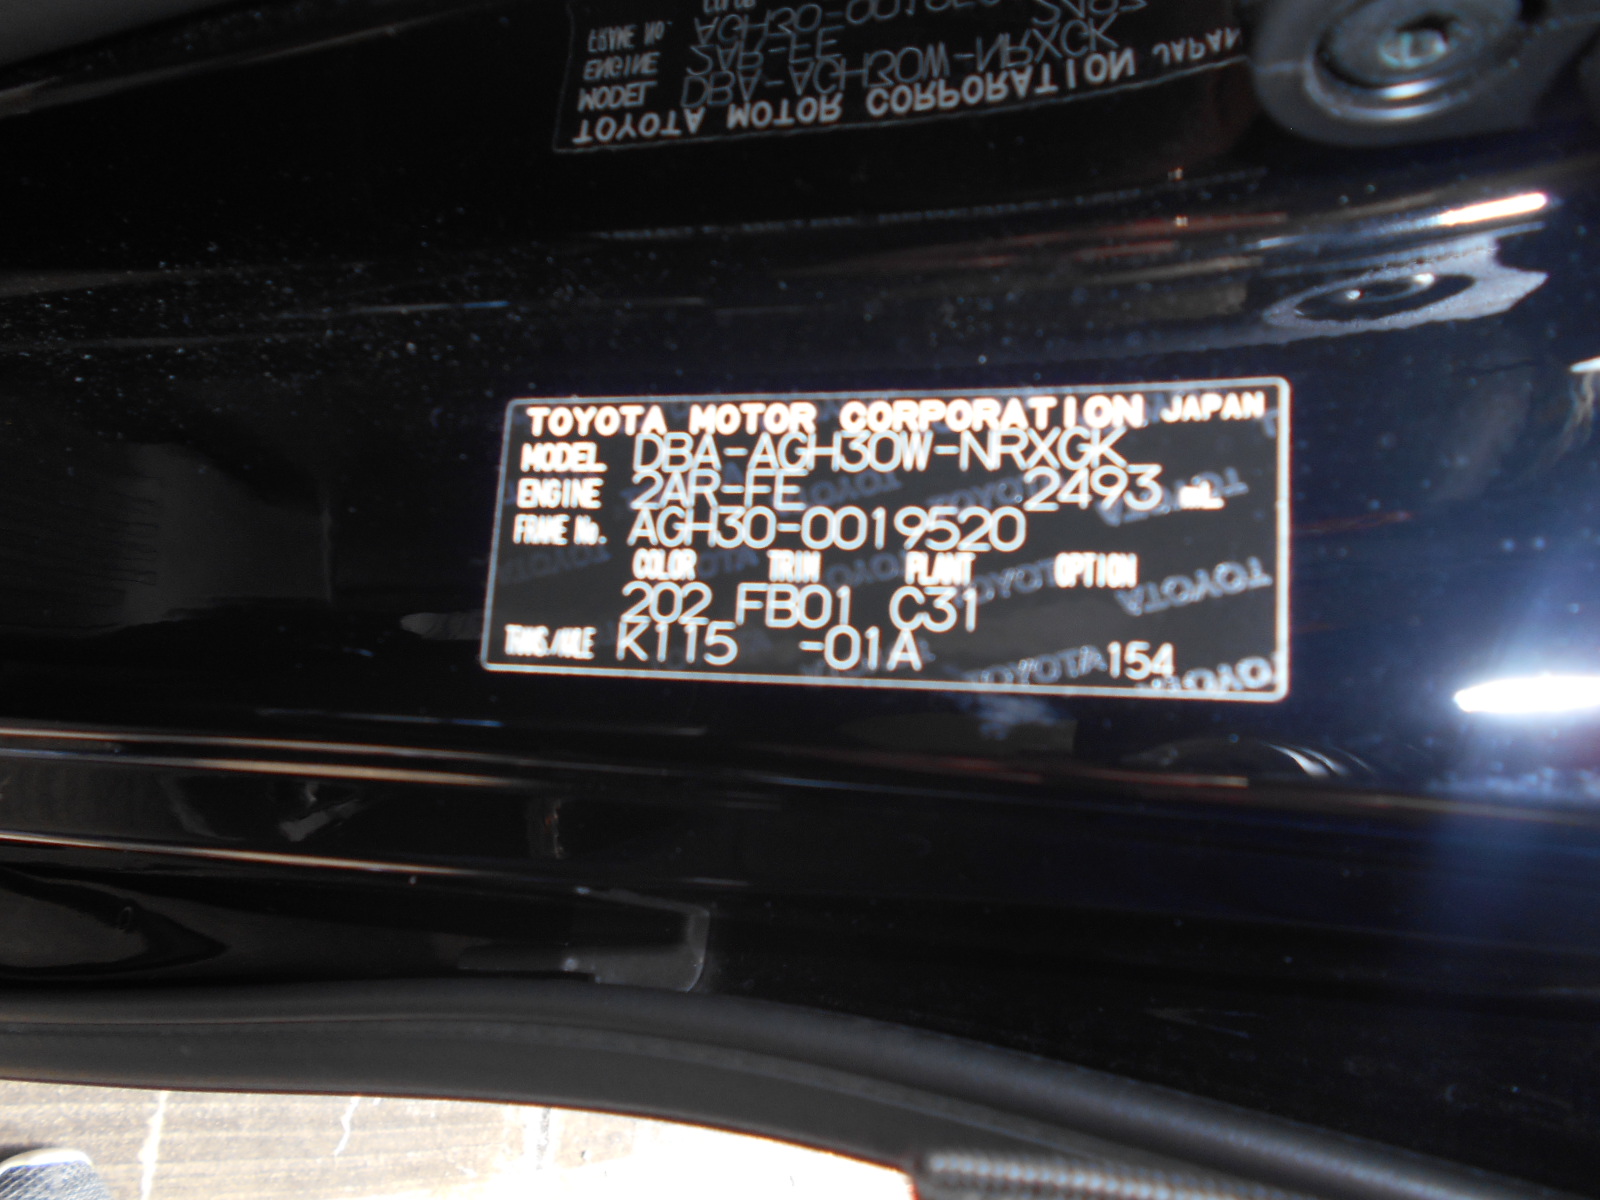 TOYOTA MOTOR CORPORATION JAPAN
MODEL DBA-AGH30W-NRXGK
ENGINE 2AR-FE 2493 mL
FRAME No. AGH30-0019520
COLOR TRIM PLANT OPTION
202 FB01 C31
TRANS/AXLE K115 -01A 154